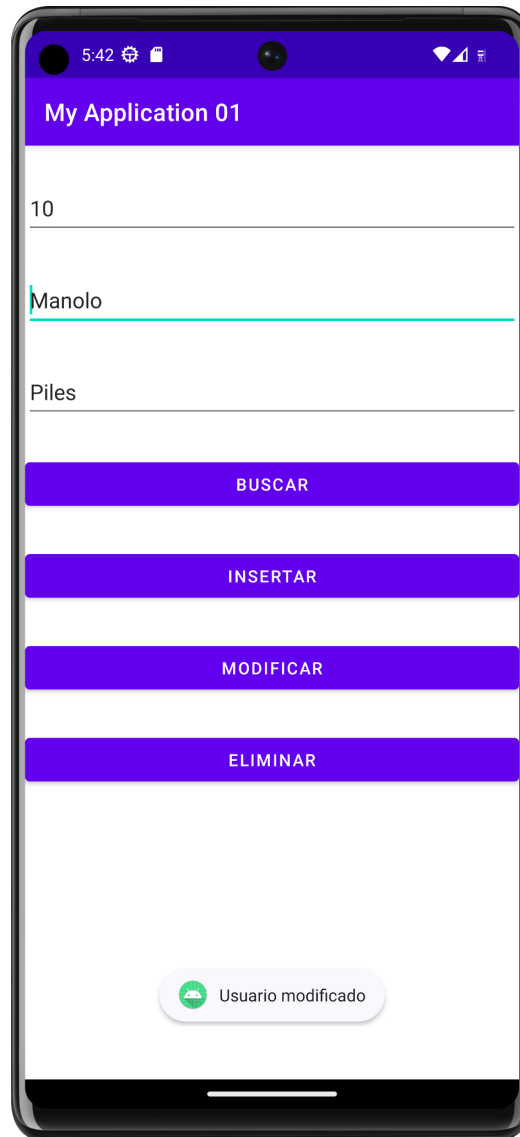 5:42
My Application 01
10
Manolo
Piles
BUSCAR
INSERTAR
MODIFICAR
ELIMINAR
Usuario modificado